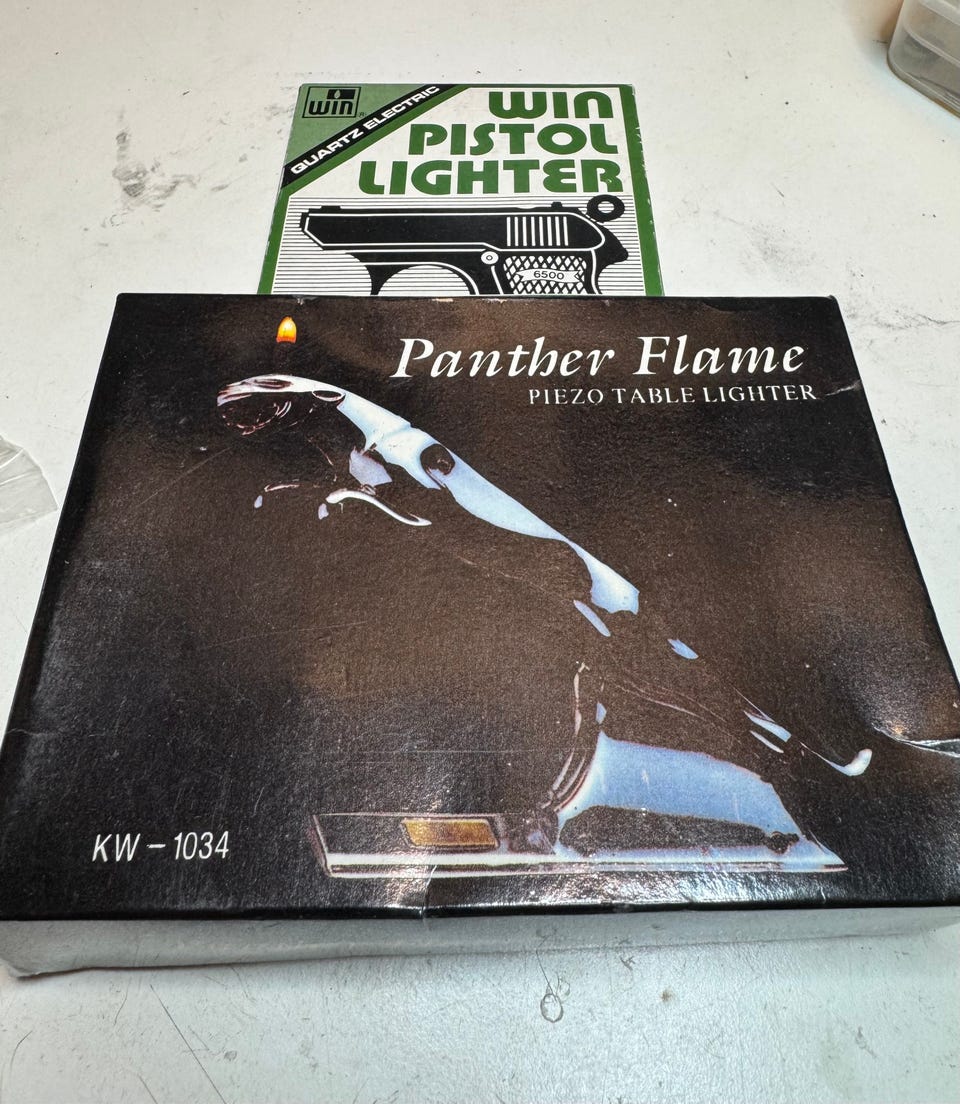 WIN
QUARTZ ELECTRIC
WIN
PISTOL
LIGHTER
6500
Panther Flame
PIEZO TABLE LIGHTER
KW-1034